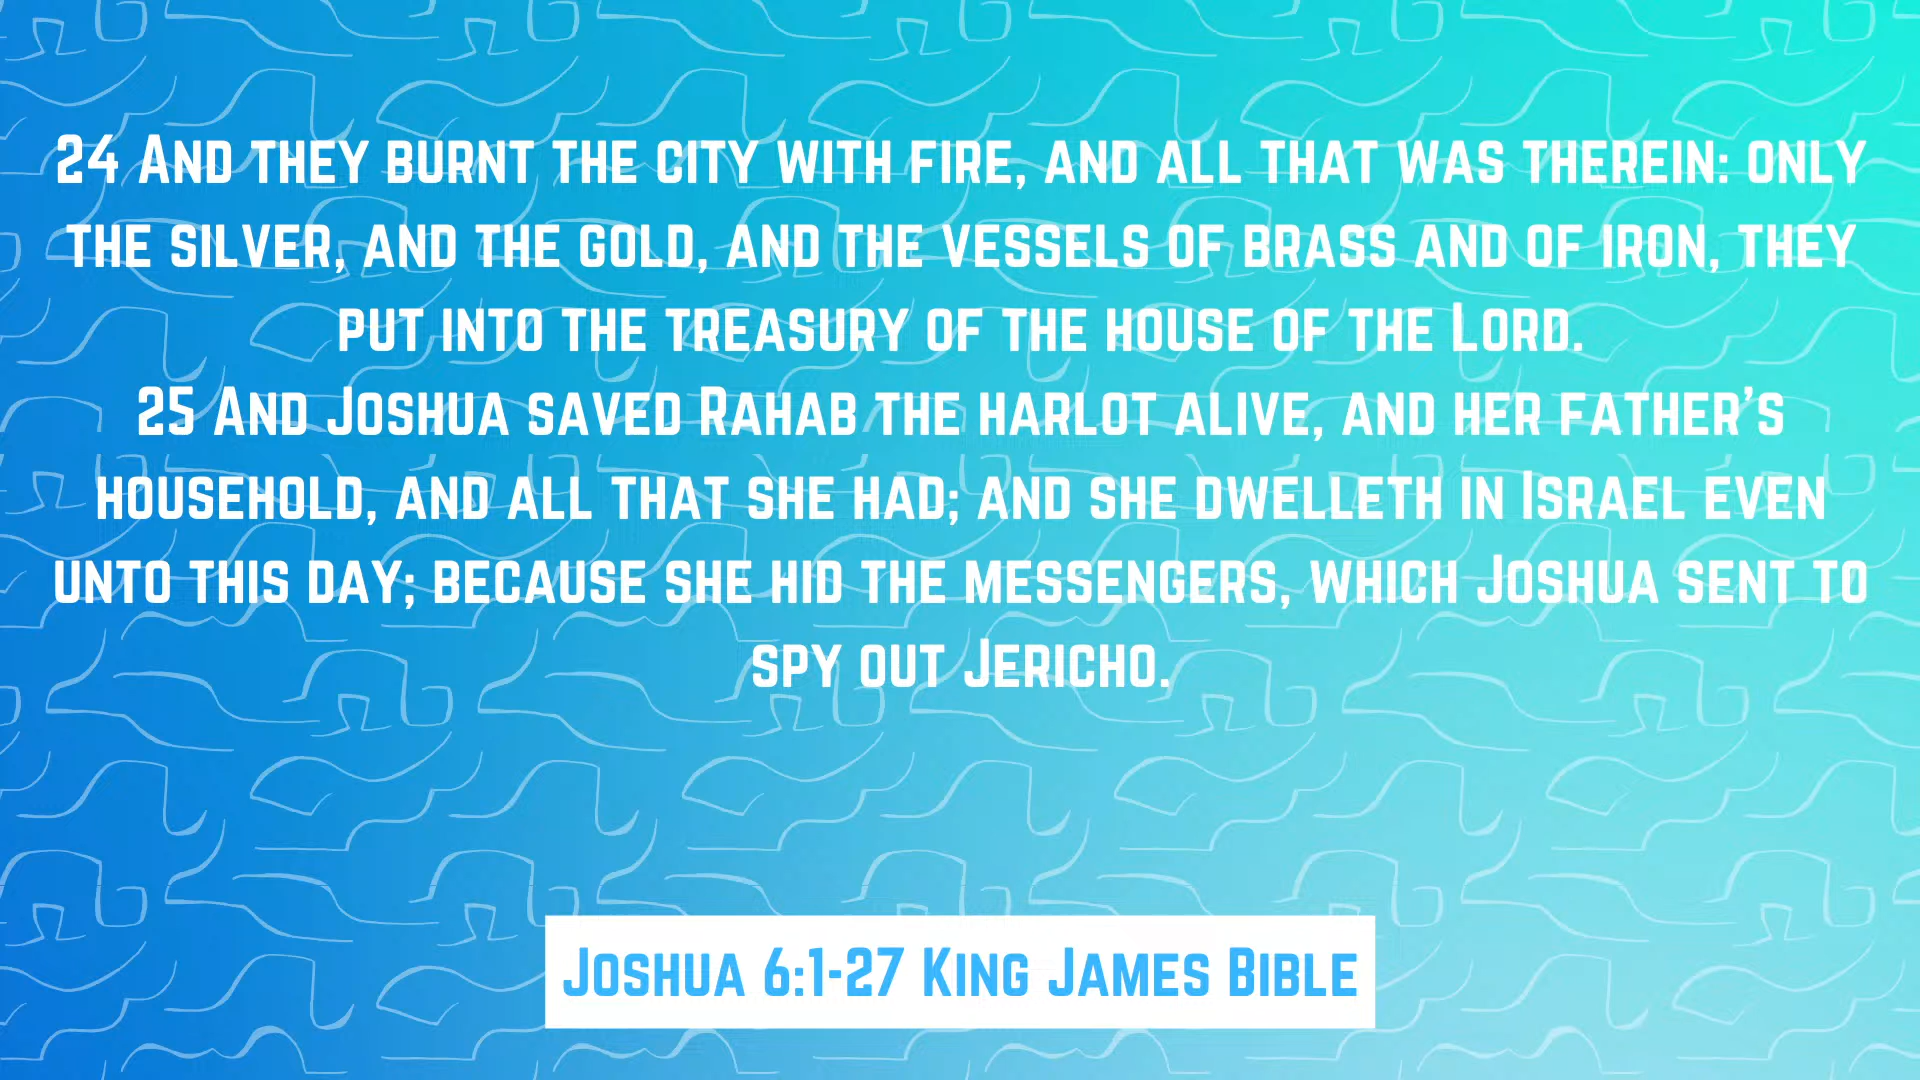 24 And they burnt the city with fire, and all that was therein: only
the silver, and the gold, and the vessels of brass and of iron, they
put into the treasury of the house of the Lord.
25 And Joshua saved Rahab the harlot alive, and her father's
household, and all that she had; and she dwelleth in Israel even
unto this day; because she hid the messengers, which Joshua sent to
spy out Jericho.
Joshua 6:1-27 King James Bible